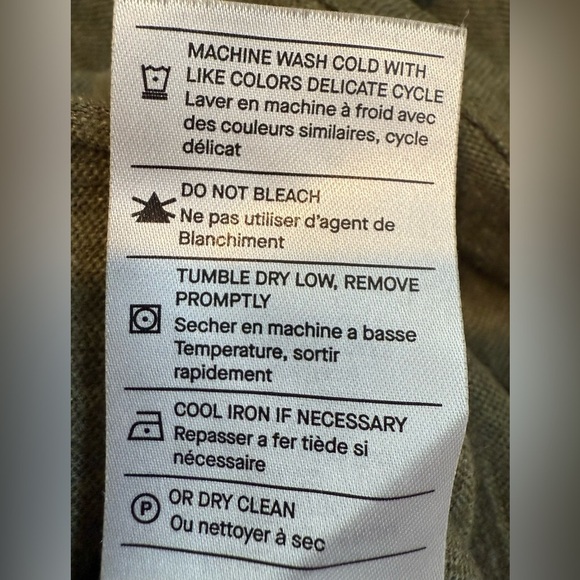 MACHINE WASH COLD WITH
LIKE COLORS DELICATE CYCLE
Laver en machine à froid avec
des couleurs similaires, cycle
délicat
DO NOT BLEACH
Ne pas utiliser d'agent de
Blanchiment
TUMBLE DRY LOW, REMOVE
PROMPTLY
Secher en machine a basse
Temperature, sortir
rapidement
COOL IRON IF NECESSARY
Repasser a fer tiède si
nécessaire
P
OR DRY CLEAN
Ou nettoyer à sec